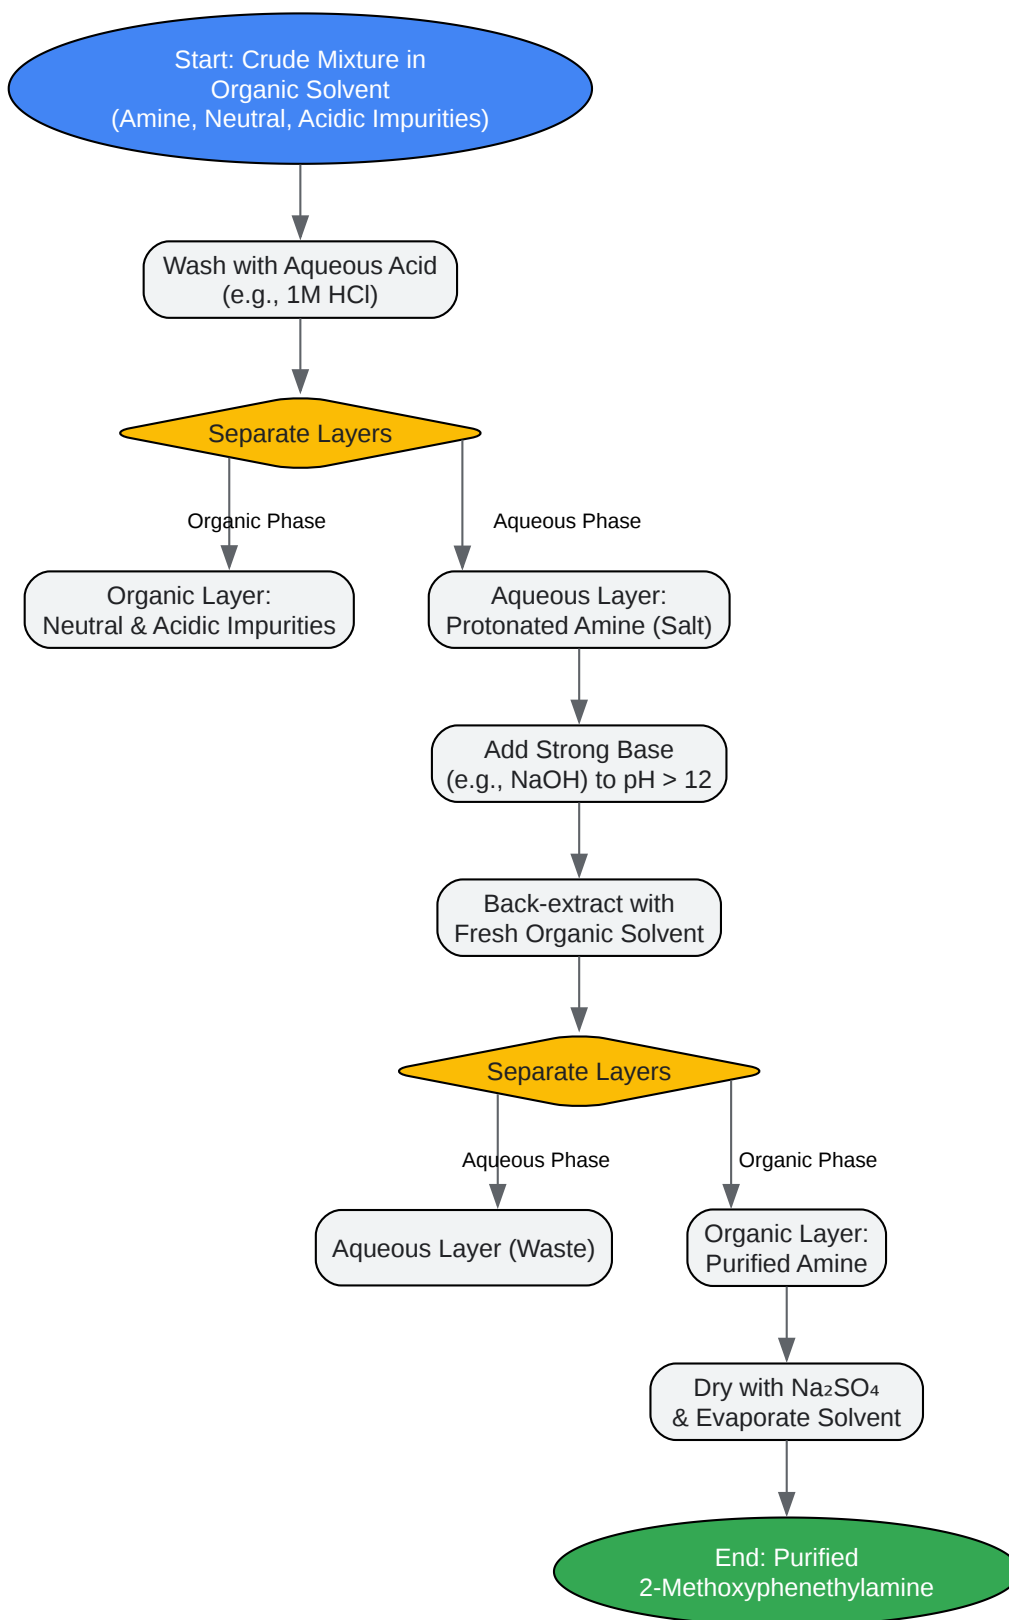 Start: Crude Mixture in
Organic Solvent
(Amine, Neutral, Acidic Impurities)
Wash with Aqueous Acid
(e.g., 1M HCl)
Separate Layers
Organic Phase
Aqueous Phase
Organic Layer:
Neutral & Acidic Impurities
Aqueous Layer:
Protonated Amine (Salt)
Add Strong Base
(e.g., NaOH) to pH > 12
Back-extract with
Fresh Organic Solvent
Separate Layers
Aqueous Phase
Organic Phase
Aqueous Layer (Waste)
Organic Layer:
Purified Amine
Dry with Na₂SO₄
& Evaporate Solvent
End: Purified
2-Methoxyphenethylamine